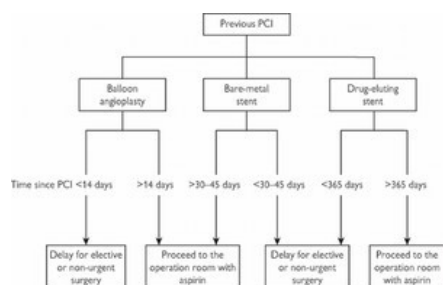 Previous PCI
Balloon
angioplasty
Bare-metal
stent
Drug-eluting
stent
Time since PCI <14 days >14 days >30–45 days <30–45 days <365 days >365 days
Delay for elective
or non-urgent
surgery
Proceed to the
operation room with
aspirin
Delay for elective
or non-urgent
surgery
Proceed to the
operation room with
aspirin